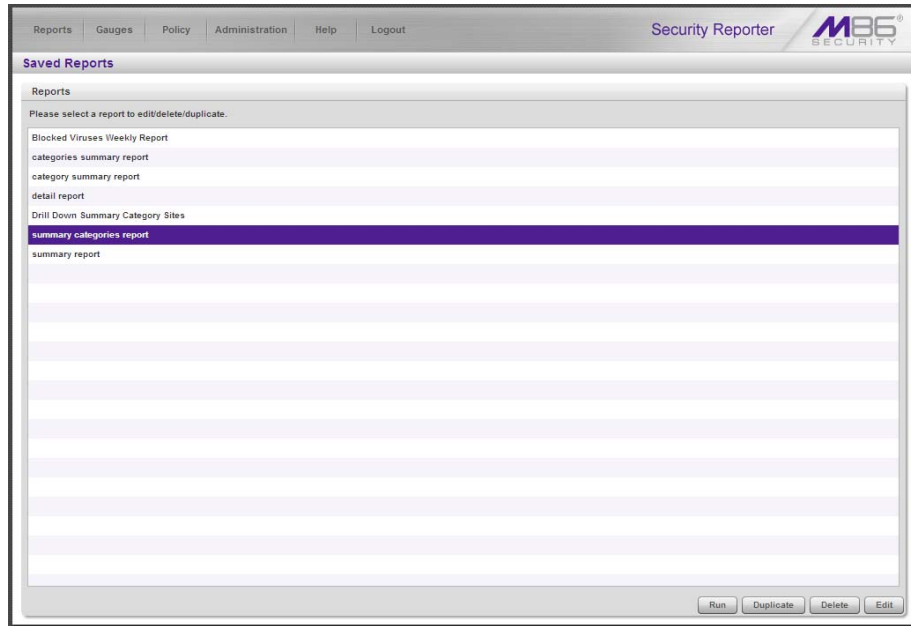 Reports Gauges Policy Administration Help Logout Security Reporter M86® SECURITY
Saved Reports
Reports
Please select a report to edit/delete/duplicate.
Blocked Viruses Weekly Report
categories summary report
category summary report
detail report
Drill Down Summary Category Sites
summary categories report
summary report
Run Duplicate Delete Edit